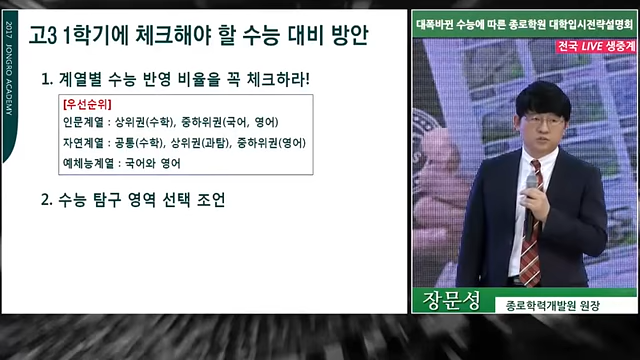 2017 JONGRO ACADEMY
고3 1학기에 체크해야 할 수능 대비 방안
1. 계열별 수능 반영 비율을 꼭 체크하라!
[우선순위]
인문계열 : 상위권(수학), 중하위권(국어, 영어)
자연계열 : 공통(수학), 상위권(과탐), 중하위권(영어)
예체능계열 : 국어와 영어
2. 수능 탐구 영역 선택 조언
대폭바뀐 수능에 따른 종로학원 대학입시전략설명회
전국 LIVE 생중계
장문성
종로학력개발원 원장